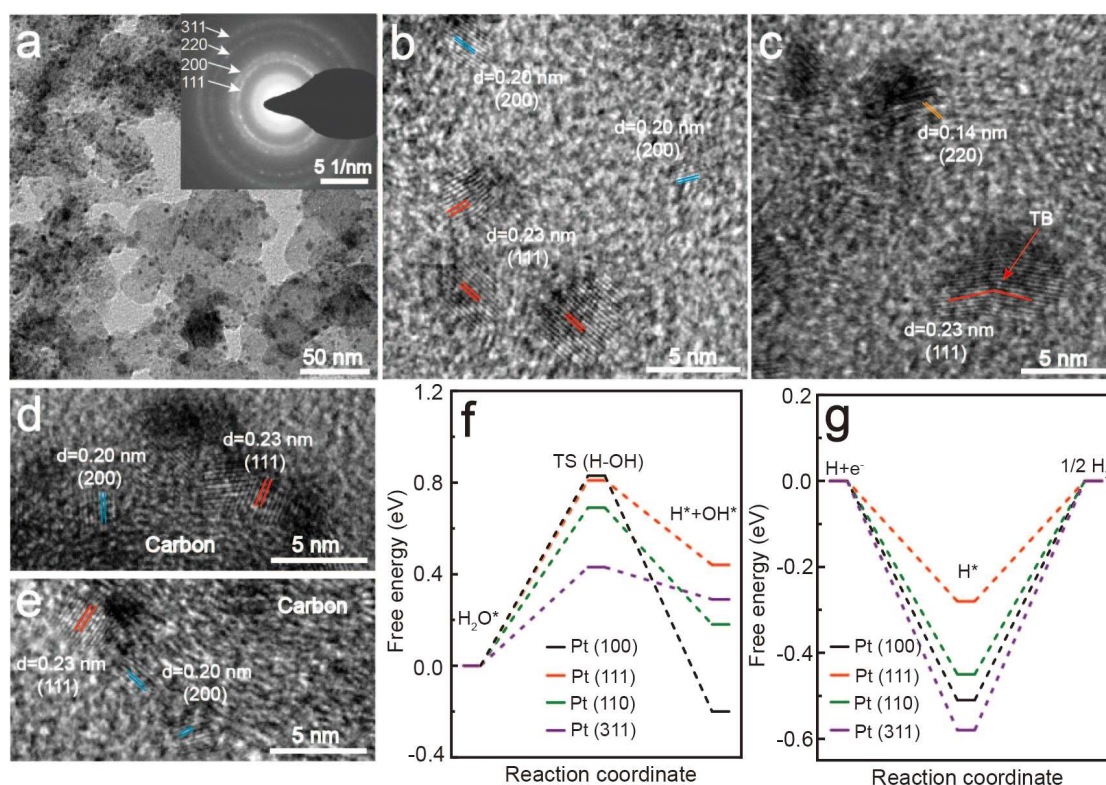 a
311
220
200
111
5 1/nm
50 nm
b
d=0.20 nm
(200)
d=0.20 nm
(200)
d=0.23 nm
(111)
5 nm
c
d=0.14 nm
(220)
TB
d=0.23 nm
(111)
5 nm
d
d=0.20 nm
(200)
d=0.23 nm
(111)
Carbon
5 nm
e
Carbon
d=0.23 nm
(111)
d=0.20 nm
(200)
5 nm
f
Free energy (eV)
1.2
0.8
0.4
0.0
-0.4
TS (H-OH)
H*+OH*
H₂O*
Pt (100)
Pt (111)
Pt (110)
Pt (311)
Reaction coordinate
g
Free energy (eV)
0.2
0.0
-0.2
-0.4
-0.6
H+e⁻
1/2 H₂
H*
Pt (100)
Pt (111)
Pt (110)
Pt (311)
Reaction coordinate